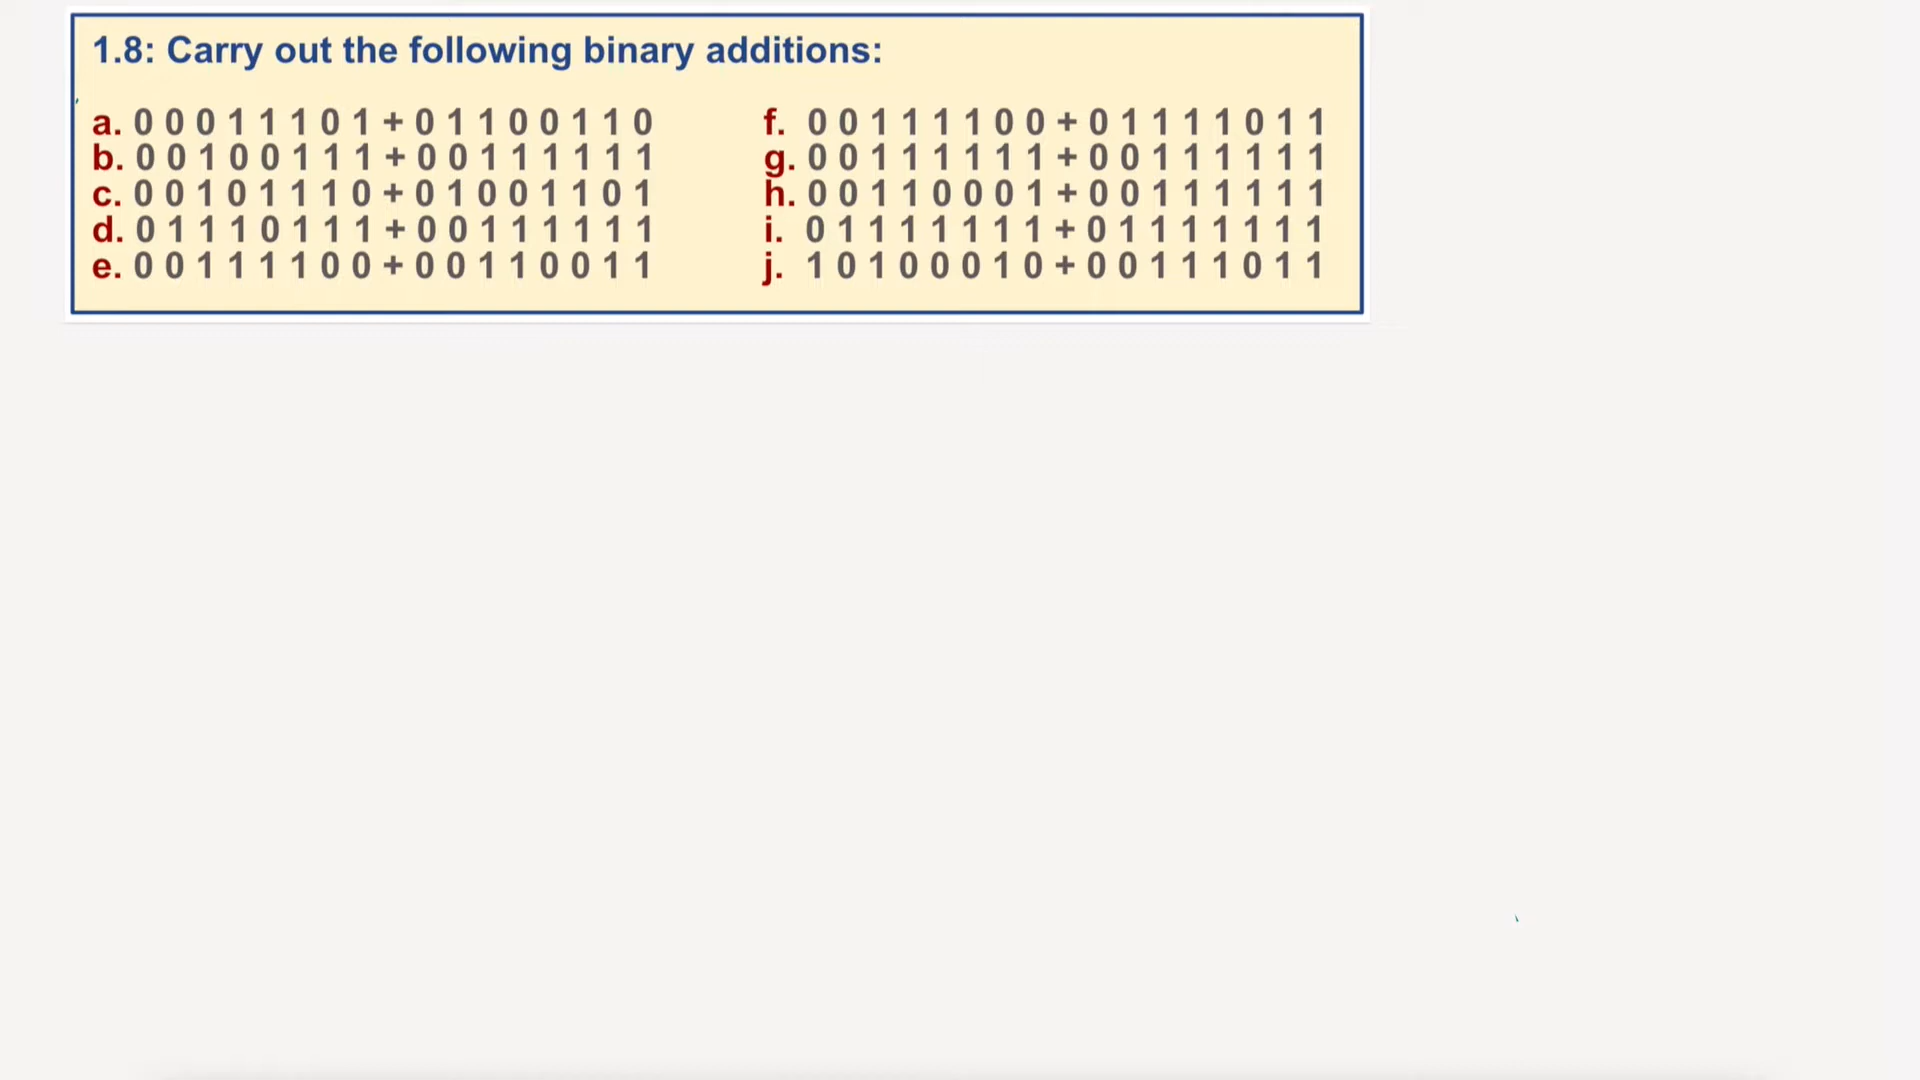 1.8: Carry out the following binary additions:
a. 0 0 0 1 1 1 0 1 + 0 1 1 0 0 1 1 0
b. 0 0 1 0 0 1 1 1 + 0 0 1 1 1 1 1 1
c. 0 0 1 0 1 1 1 0 + 0 1 0 0 1 1 0 1
d. 0 1 1 1 0 1 1 1 + 0 0 1 1 1 1 1 1
e. 0 0 1 1 1 1 0 0 + 0 0 1 1 0 0 1 1
f. 0 0 1 1 1 1 0 0 + 0 1 1 1 1 0 1 1
g. 0 0 1 1 1 1 1 1 + 0 0 1 1 1 1 1 1
h. 0 0 1 1 0 0 0 1 + 0 0 1 1 1 1 1 1
i. 0 1 1 1 1 1 1 1 + 0 1 1 1 1 1 1 1
j. 1 0 1 0 0 0 1 0 + 0 0 1 1 1 0 1 1